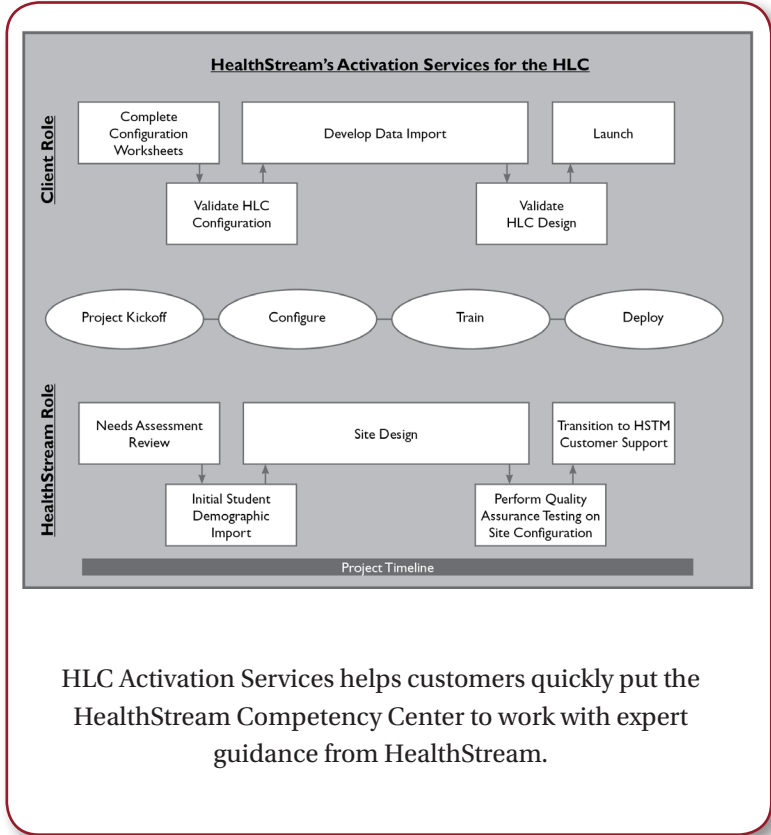 HealthStream's Activation Services for the HLC
Client Role
Complete
Configuration
Worksheets
Develop Data Import
Launch
Validate HLC
Configuration
Validate
HLC Design
Project Kickoff
Configure
Train
Deploy
HealthStream Role
Needs Assessment
Review
Site Design
Transition to HSTM
Customer Support
Initial Student
Demographic
Import
Perform Quality
Assurance Testing on
Site Configuration
Project Timeline
HLC Activation Services helps customers quickly put the
HealthStream Competency Center to work with expert
guidance from HealthStream.